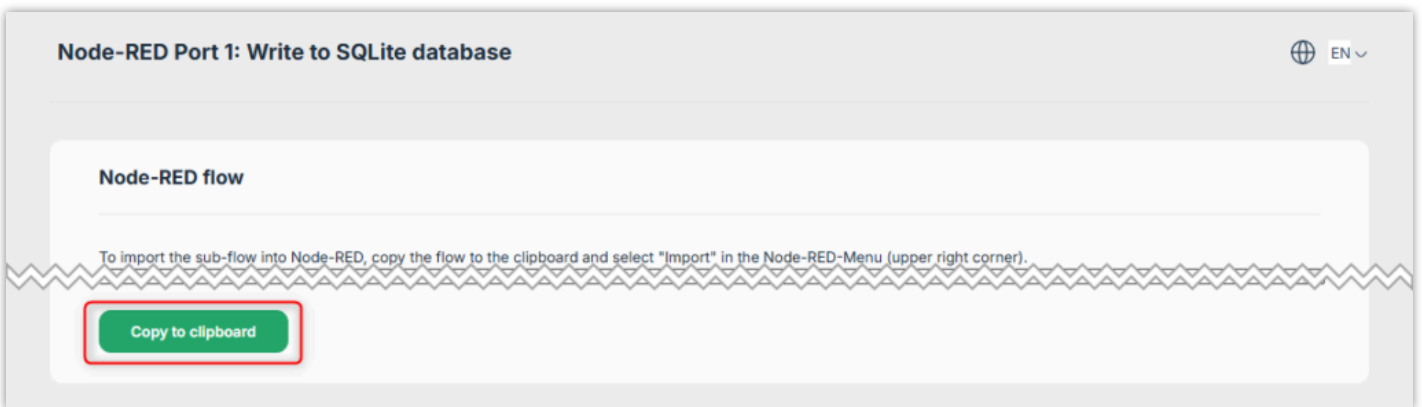 Node-RED Port 1: Write to SQLite database
EN
Node-RED flow
To import the sub-flow into Node-RED, copy the flow to the clipboard and select "Import" in the Node-RED-Menu (upper right corner).
Copy to clipboard